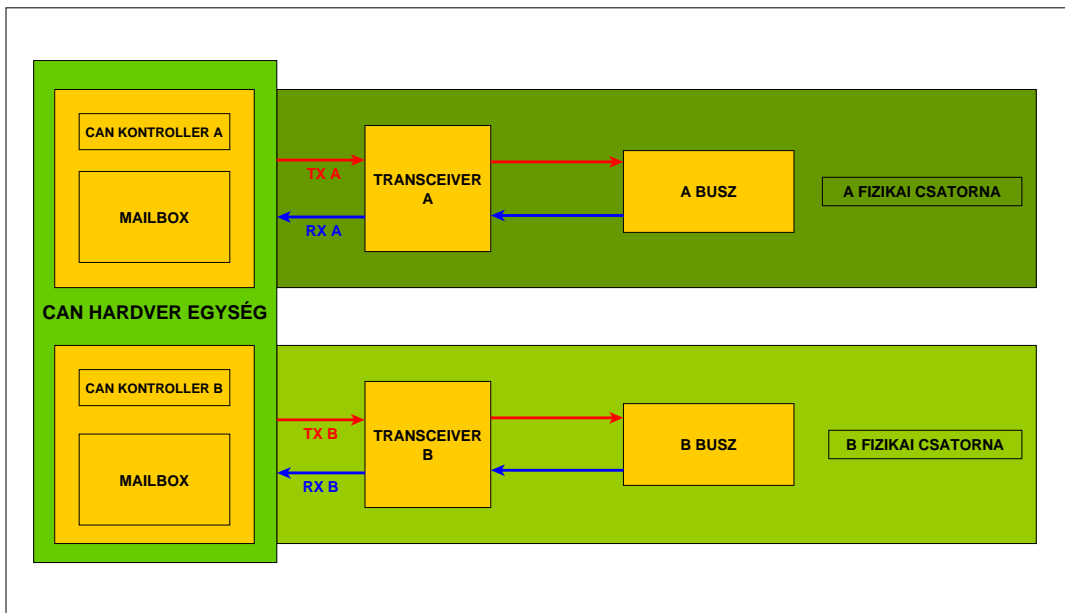 CAN KONTROLLER A
MAILBOX
TX A
RX A
TRANSCEIVER
A
A BUSZ
A FIZIKAI CSATORNA
CAN HARDVER EGYSÉG
CAN KONTROLLER B
MAILBOX
TX B
RX B
TRANSCEIVER
B
B BUSZ
B FIZIKAI CSATORNA